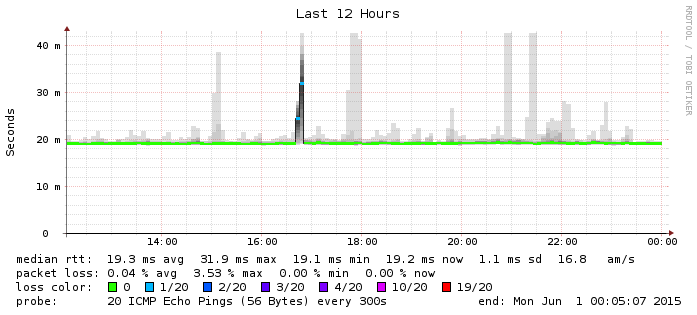 Last 12 Hours
RRDTOOL / TOBI OETIKER
Seconds
40 m
30 m
20 m
10 m
0
14:00 16:00 18:00 20:00 22:00 00:00
median rtt: 19.3 ms avg 31.9 ms max 19.1 ms min 19.2 ms now 1.1 ms sd 16.8 am/s
packet loss: 0.04 % avg 3.53 % max 0.00 % min 0.00 % now
loss color: 0 1/20 2/20 3/20 4/20 10/20 19/20
probe: 20 ICMP Echo Pings (56 Bytes) every 300s end: Mon Jun 1 00:05:07 2015